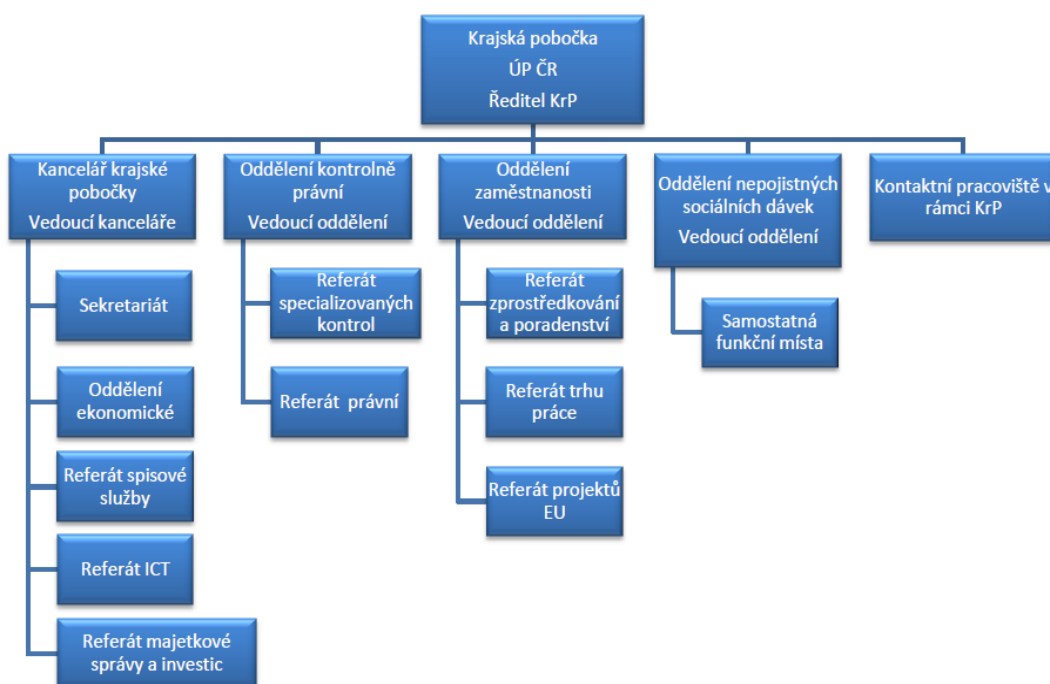 Krajská pobočka
ÚP ČR
Ředitel KrP
Kancelář krajské
pobočky
Vedoucí kanceláře
Oddělení kontrolně
právní
Vedoucí oddělení
Oddělení
zaměstnanosti
Vedoucí oddělení
Oddělení nepojistných
sociálních dávek
Vedoucí oddělení
Kontaktní pracoviště v
rámci KrP
Sekretariát
Oddělení
ekonomické
Referát spisové
služby
Referát ICT
Referát majetkové
správy a investic
Referát
specializovaných
kontrol
Referát právní
Referát
zprostředkování
a poradenství
Referát trhu
práce
Referát projektů
EU
Samostatná
funkční místa